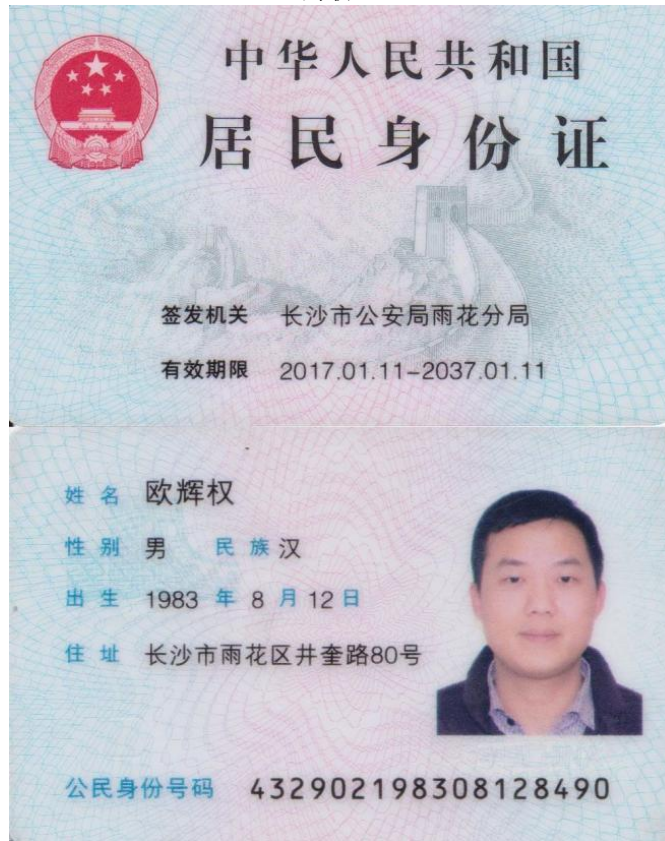 中华人民共和国
居民身份证
签发机关 长沙市公安局雨花分局
有效期限 2017.01.11-2037.01.11
姓名 欧辉权
性别 男 民族 汉
出生 1983 年 8 月 12 日
住址 长沙市雨花区井奎路80号
公民身份号码 432902198308128490